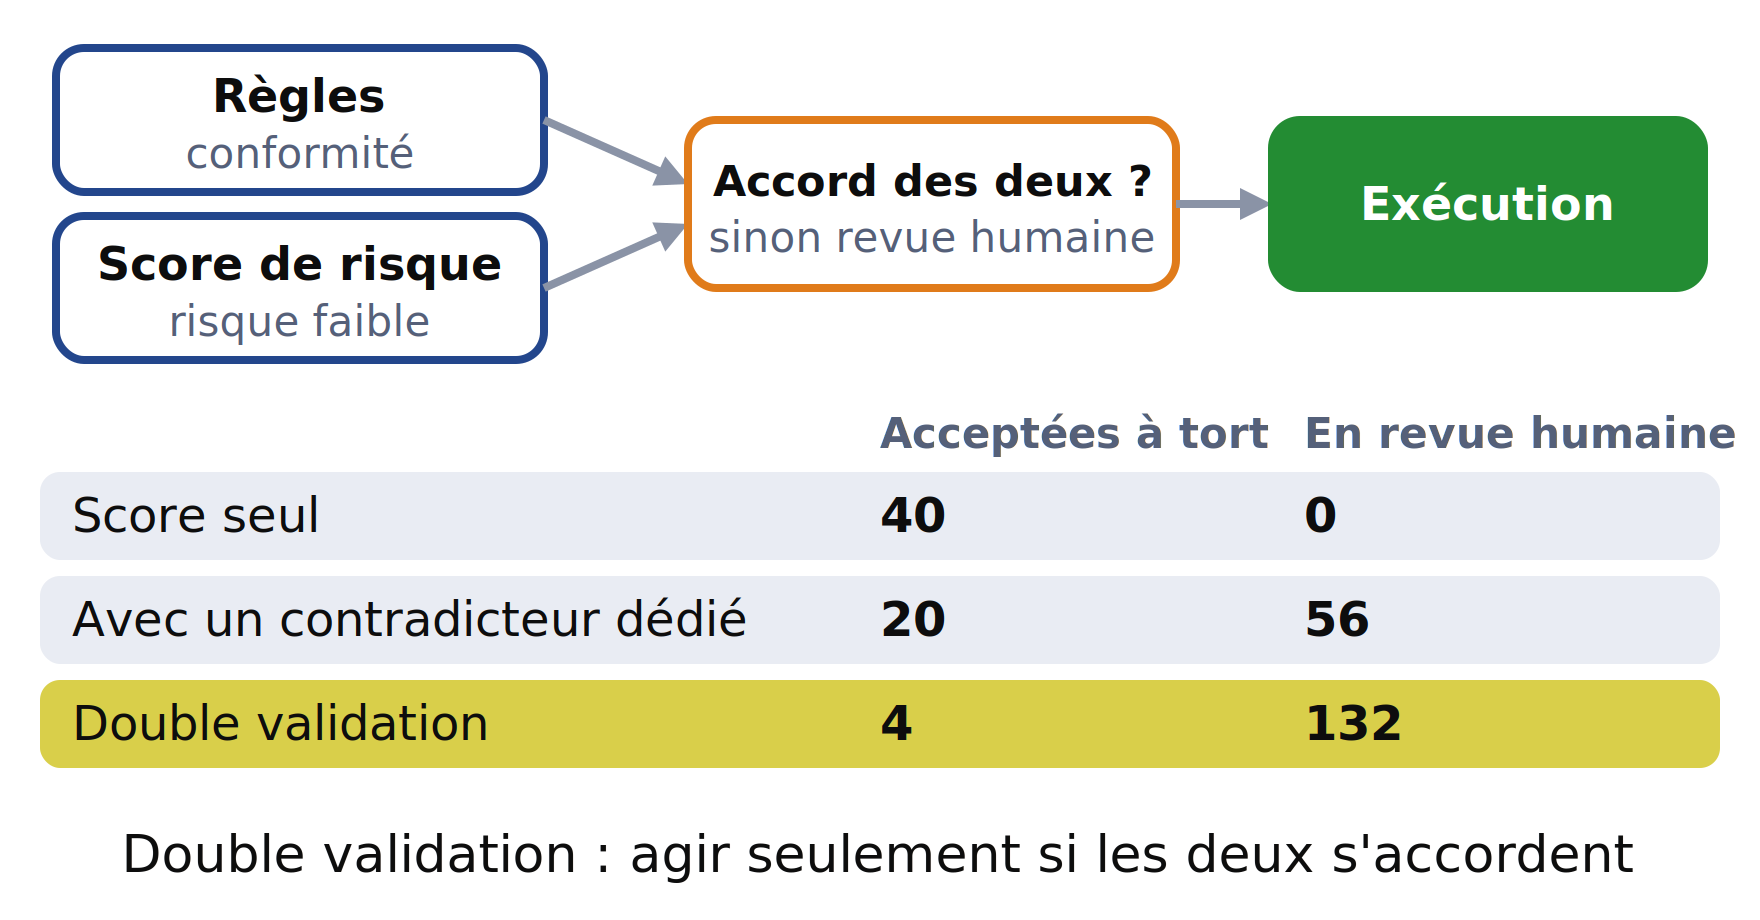 Règles
conformité
Score de risque
risque faible
Accord des deux ?
sinon revue humaine
Exécution
Acceptées à tort En revue humaine
Score seul 40 0
Avec un contradicteur dédié 20 56
Double validation 4 132
Double validation : agir seulement si les deux s'accordent